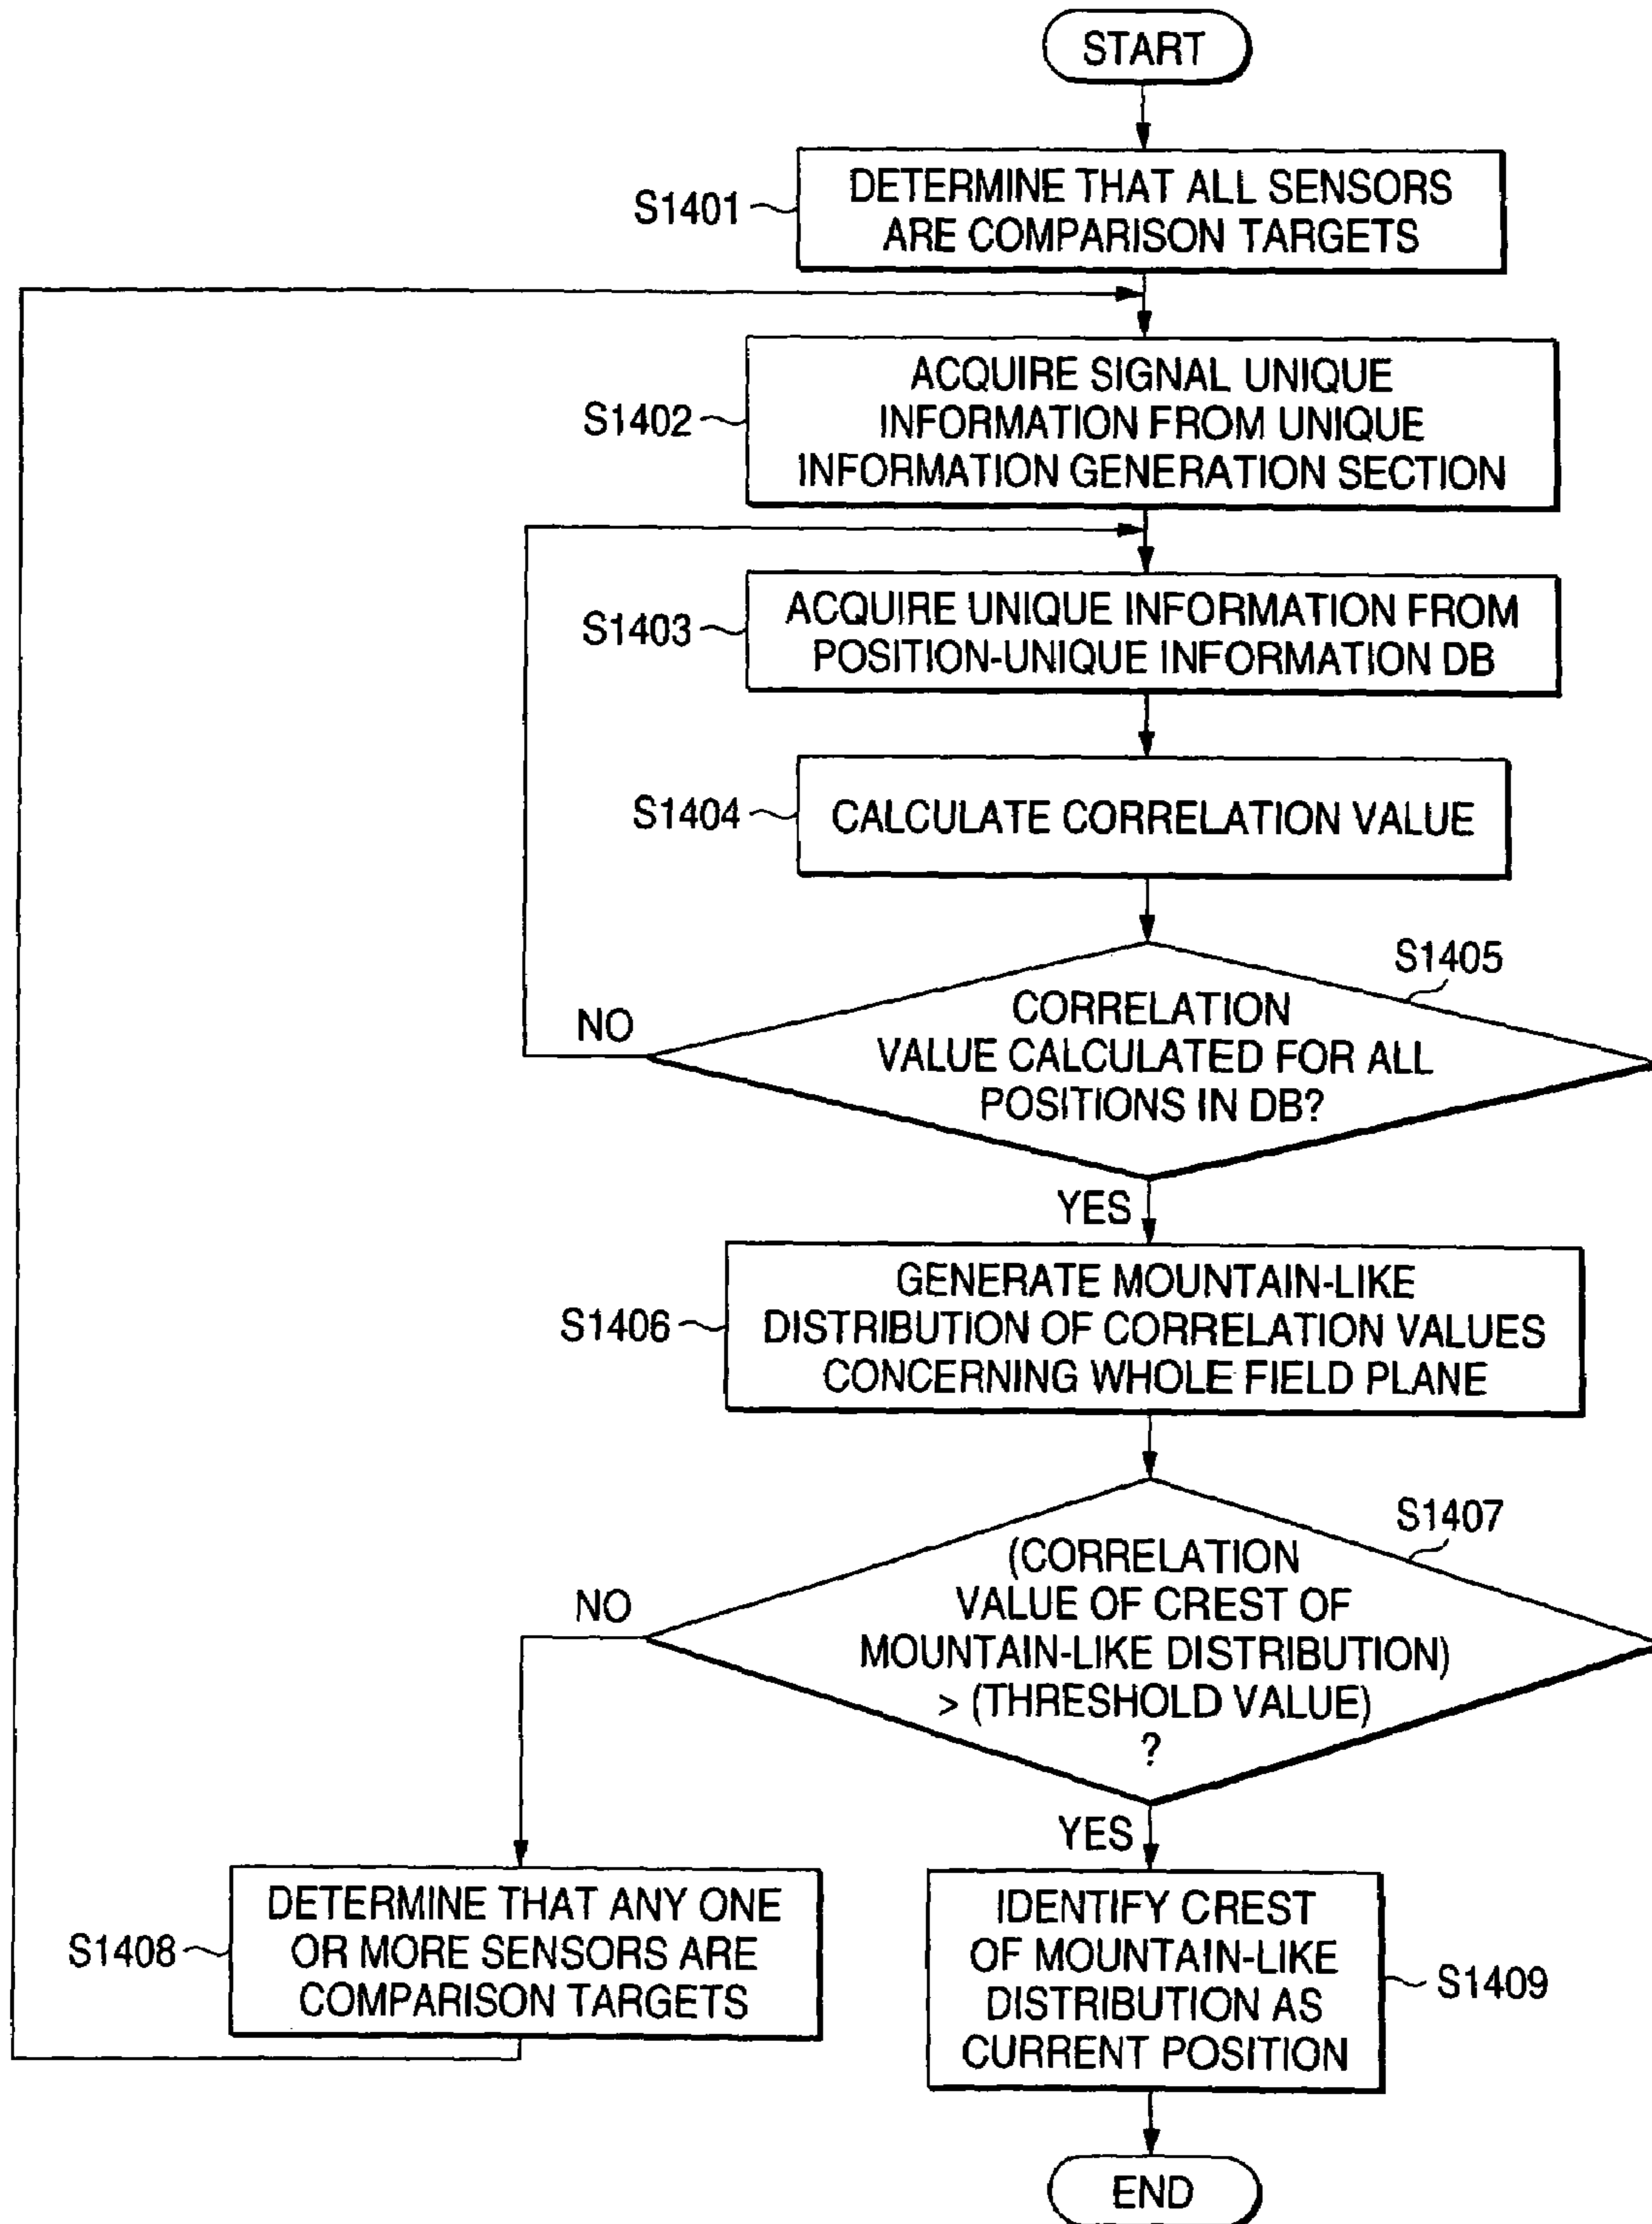 START
S1401
DETERMINE THAT ALL SENSORS
ARE COMPARISON TARGETS
S1402
ACQUIRE SIGNAL UNIQUE
INFORMATION FROM UNIQUE
INFORMATION GENERATION SECTION
S1403
ACQUIRE UNIQUE INFORMATION FROM
POSITION-UNIQUE INFORMATION DB
S1404
CALCULATE CORRELATION VALUE
S1405
CORRELATION
VALUE CALCULATED FOR ALL
POSITIONS IN DB?
NO
YES
S1406
GENERATE MOUNTAIN-LIKE
DISTRIBUTION OF CORRELATION VALUES
CONCERNING WHOLE FIELD PLANE
S1407
(CORRELATION
VALUE OF CREST OF
MOUNTAIN-LIKE DISTRIBUTION)
> (THRESHOLD VALUE)
?
NO
YES
S1408
DETERMINE THAT ANY ONE
OR MORE SENSORS ARE
COMPARISON TARGETS
IDENTIFY CREST
OF MOUNTAIN-LIKE
DISTRIBUTION AS
CURRENT POSITION
S1409
END